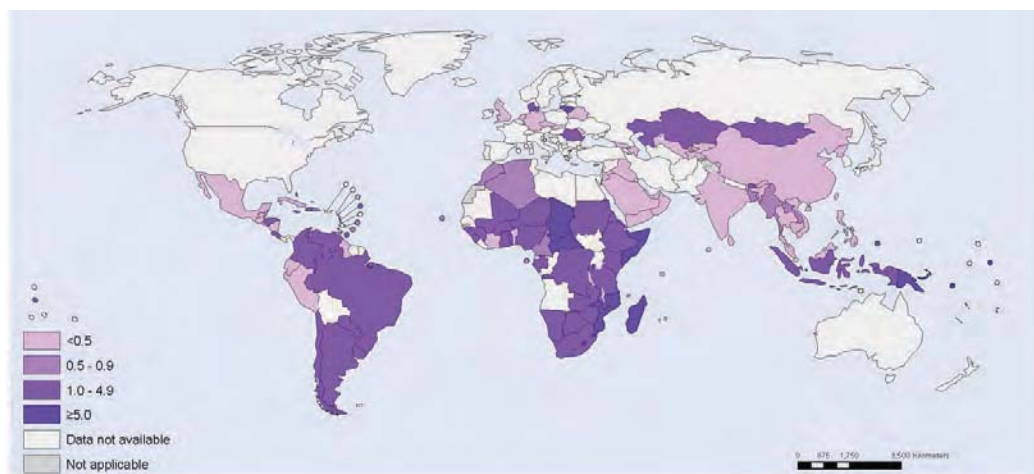 <0.5
0.5 - 0.9
1.0 - 4.9
≥5.0
Data not available
Not applicable
0 875 1,750 3,500 Kilometers